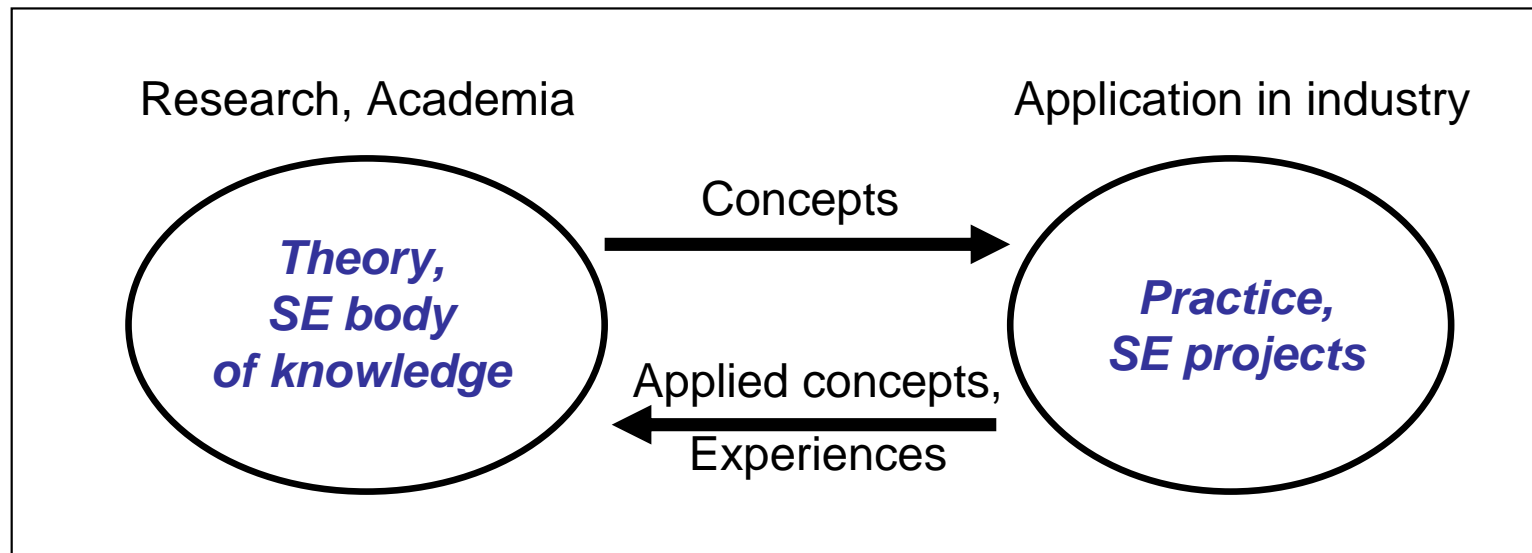 Research, Academia
Application in industry
Concepts
Theory,
SE body
of knowledge
Practice,
SE projects
Applied concepts,
Experiences